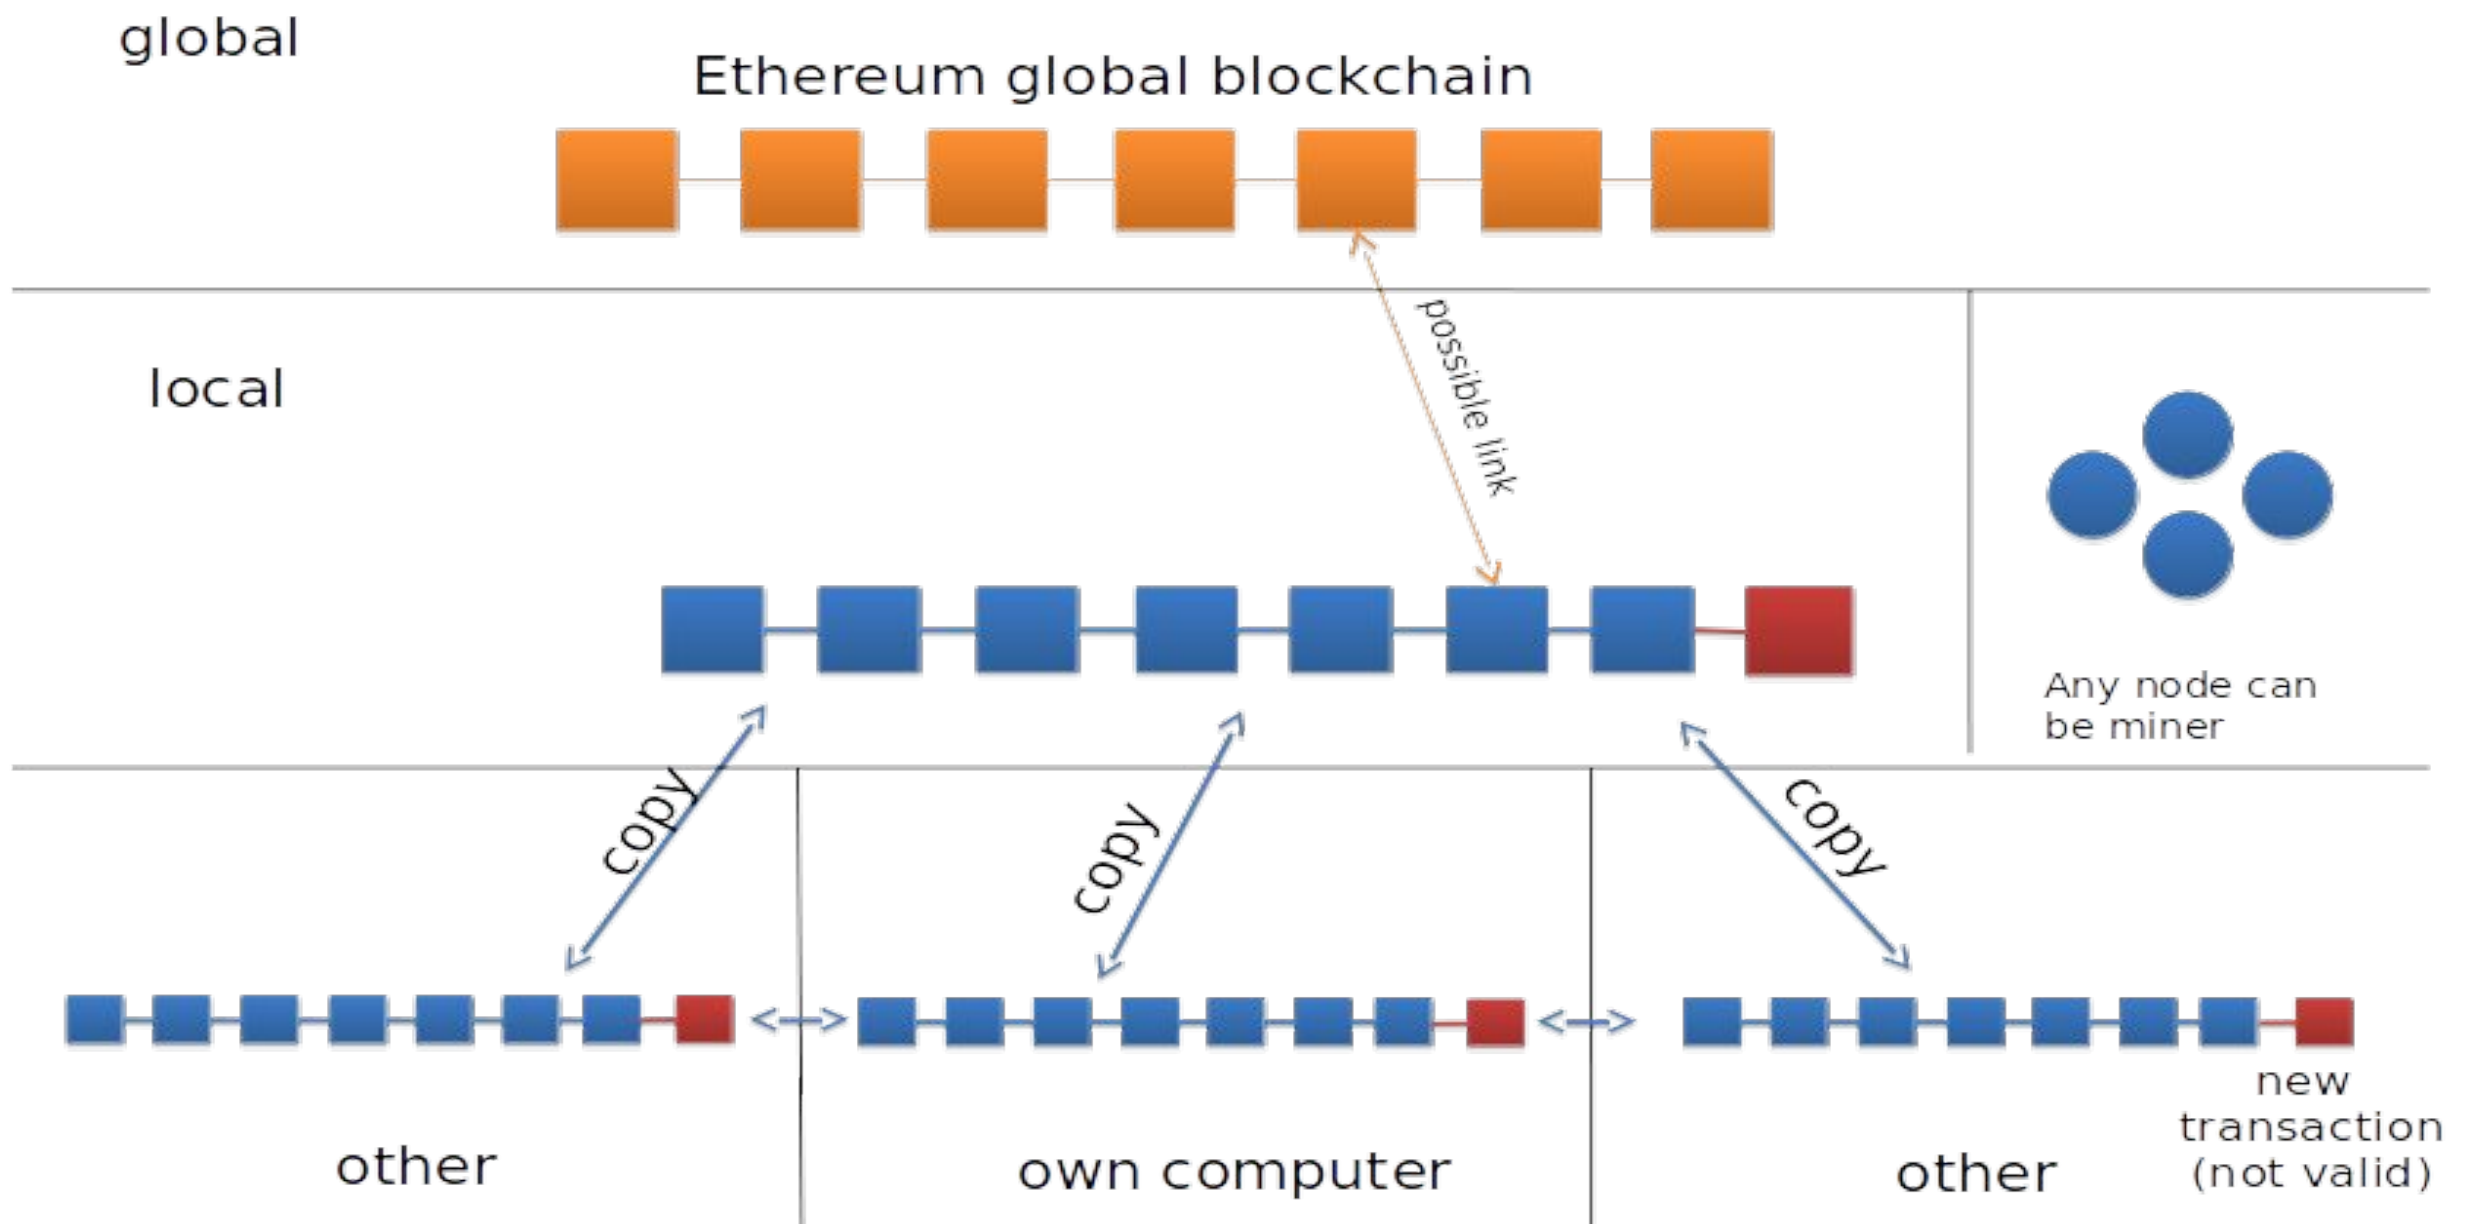 global
Ethereum global blockchain
possible link
local
Any node can
be miner
copy
copy
copy
new
transaction
(not valid)
other
own computer
other